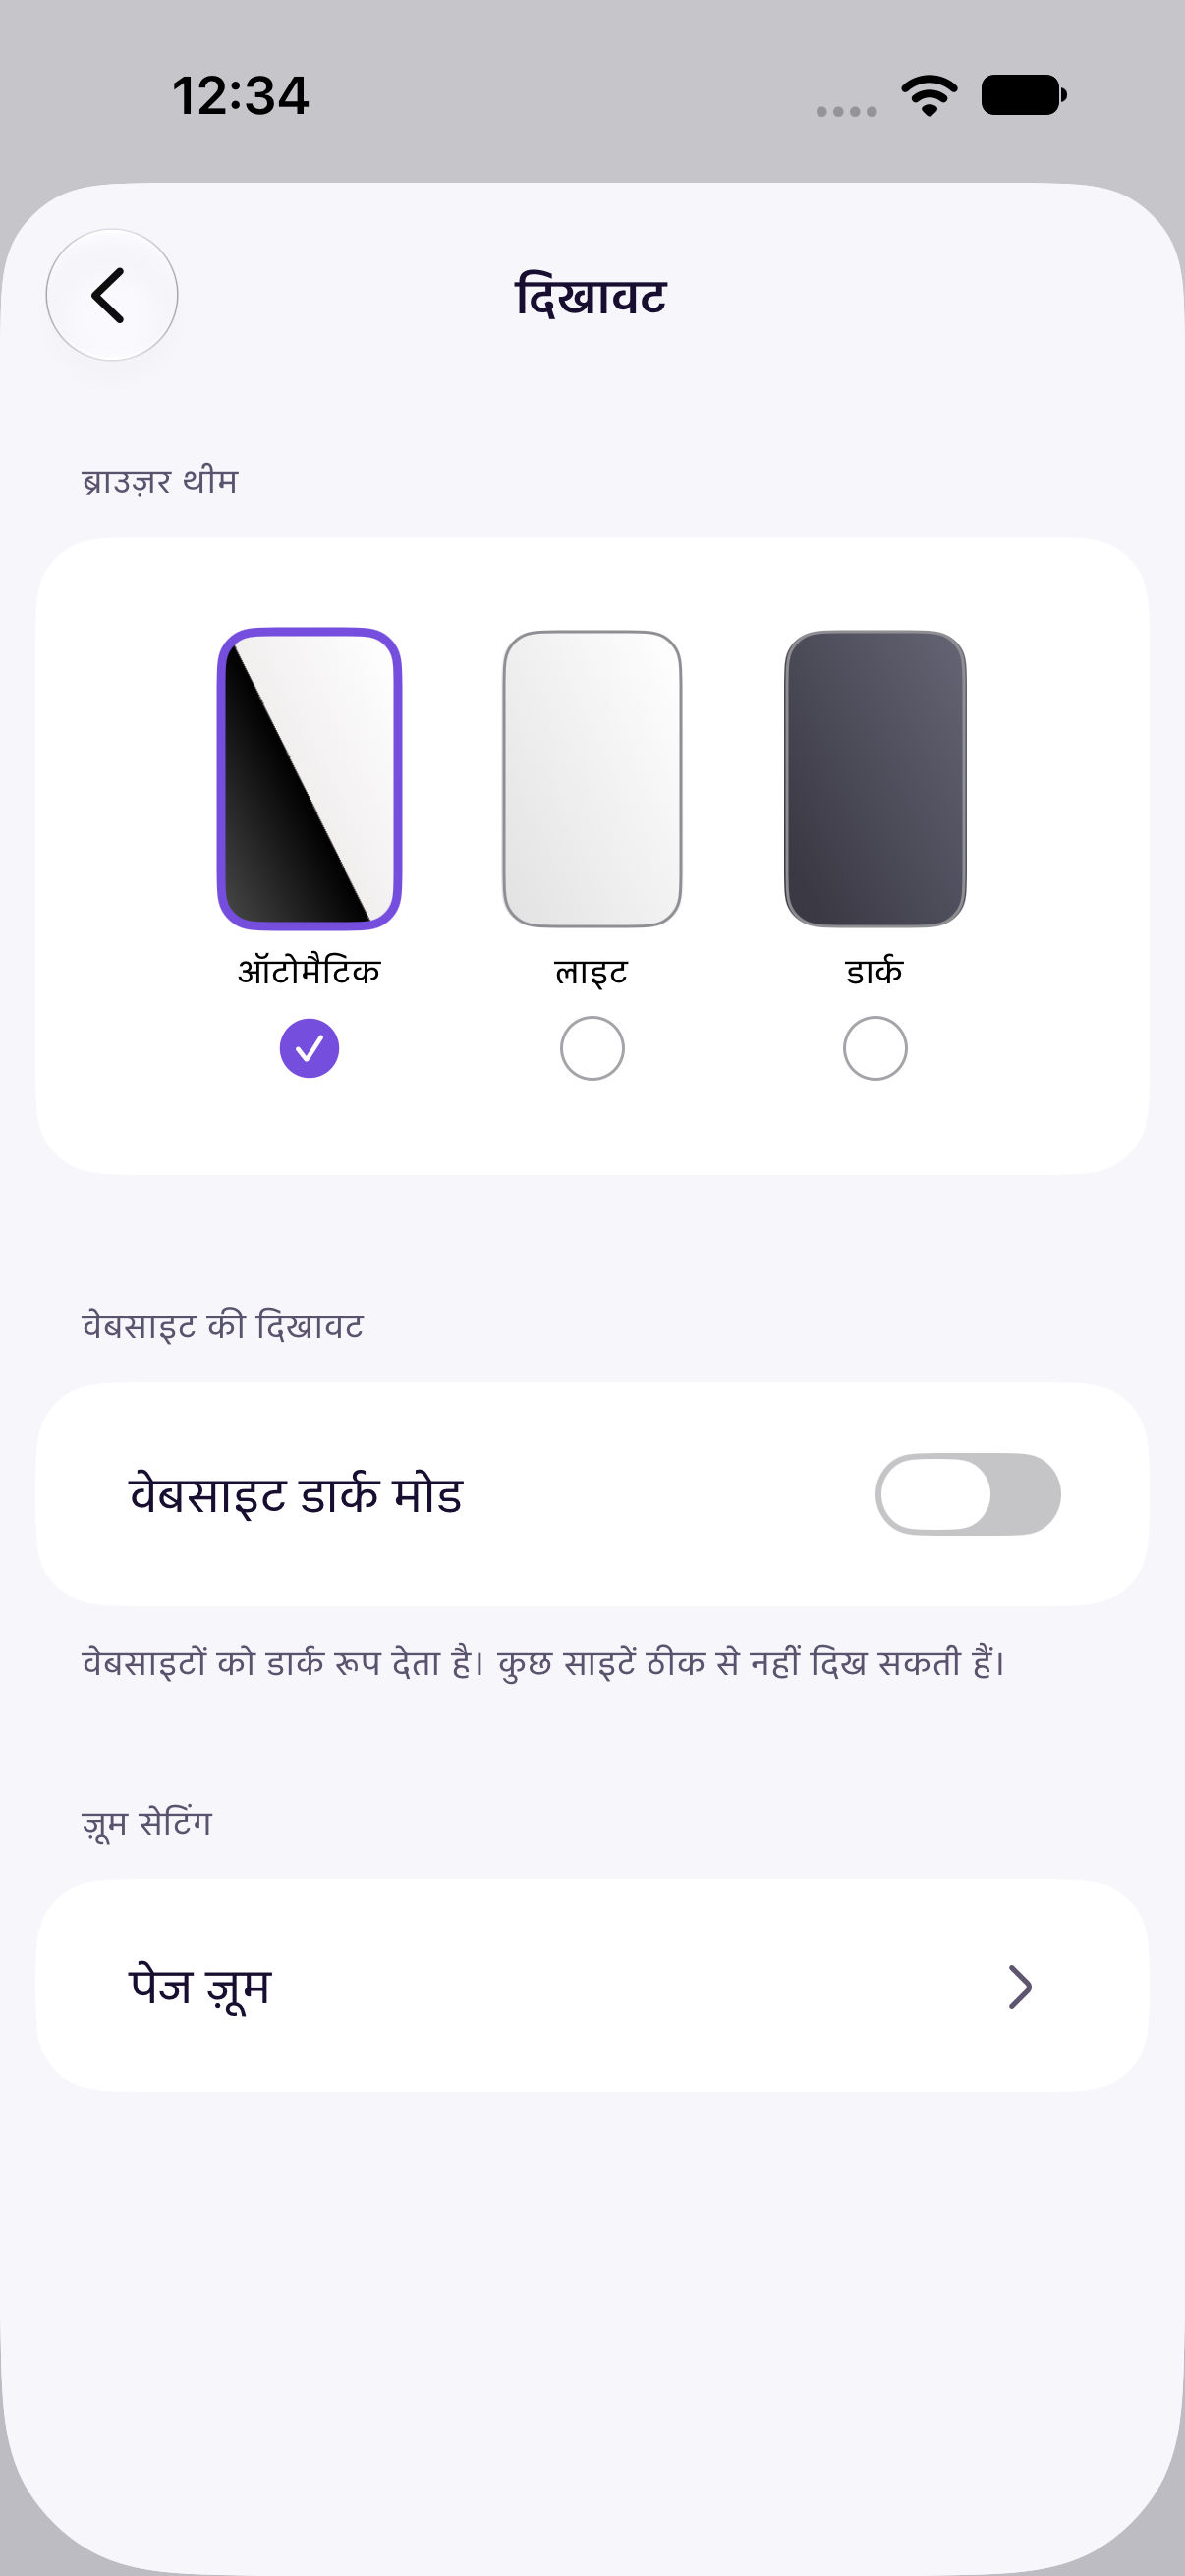 12:34
दिखावट
ब्राउज़र थीम
ऑटोमैटिक
लाइट
डार्क
वेबसाइट की दिखावट
वेबसाइट डार्क मोड
वेबसाइटों को डार्क रूप देता है। कुछ साइटें ठीक से नहीं दिख सकती हैं।
ज़ूम सेटिंग
पेज ज़ूम